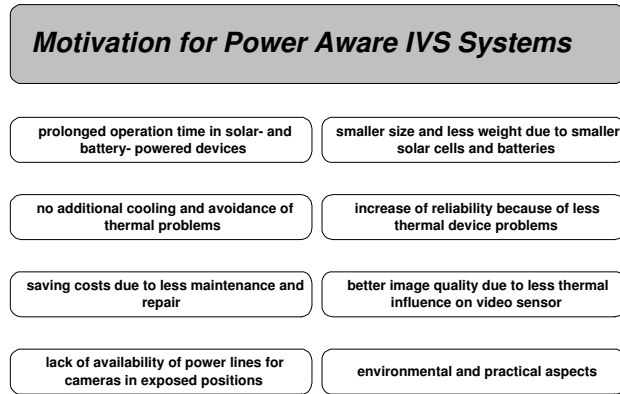 Motivation for Power Aware IVS Systems
prolonged operation time in solar- and
battery- powered devices
smaller size and less weight due to smaller
solar cells and batteries
no additional cooling and avoidance of
thermal problems
increase of reliability because of less
thermal device problems
saving costs due to less maintenance and
repair
better image quality due to less thermal
influence on video sensor
lack of availability of power lines for
cameras in exposed positions
environmental and practical aspects